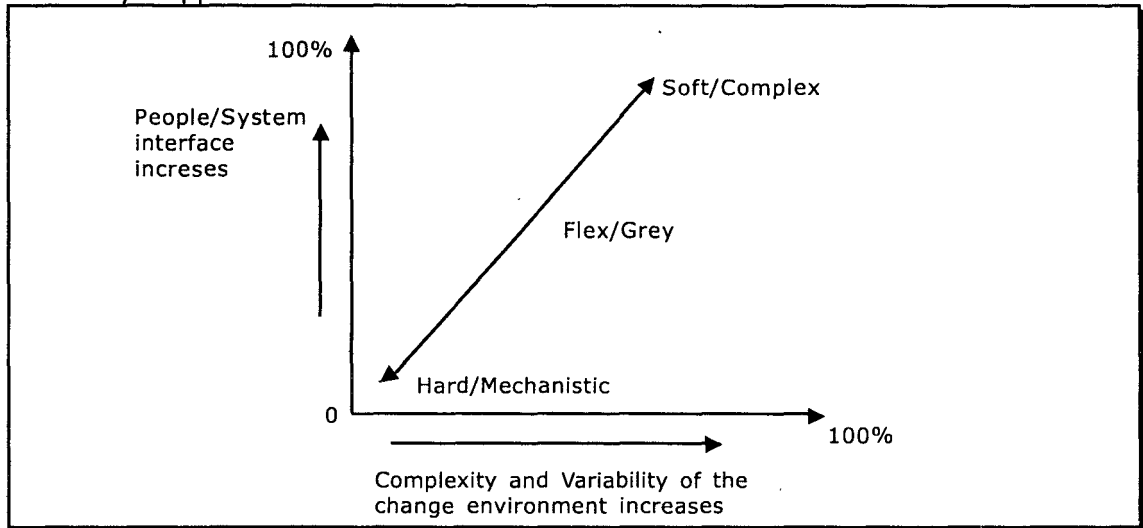 100%
People/System
interface
increses
Soft/Complex
Flex/Grey
Hard/Mechanistic
0
100%
Complexity and Variability of the
change environment increases